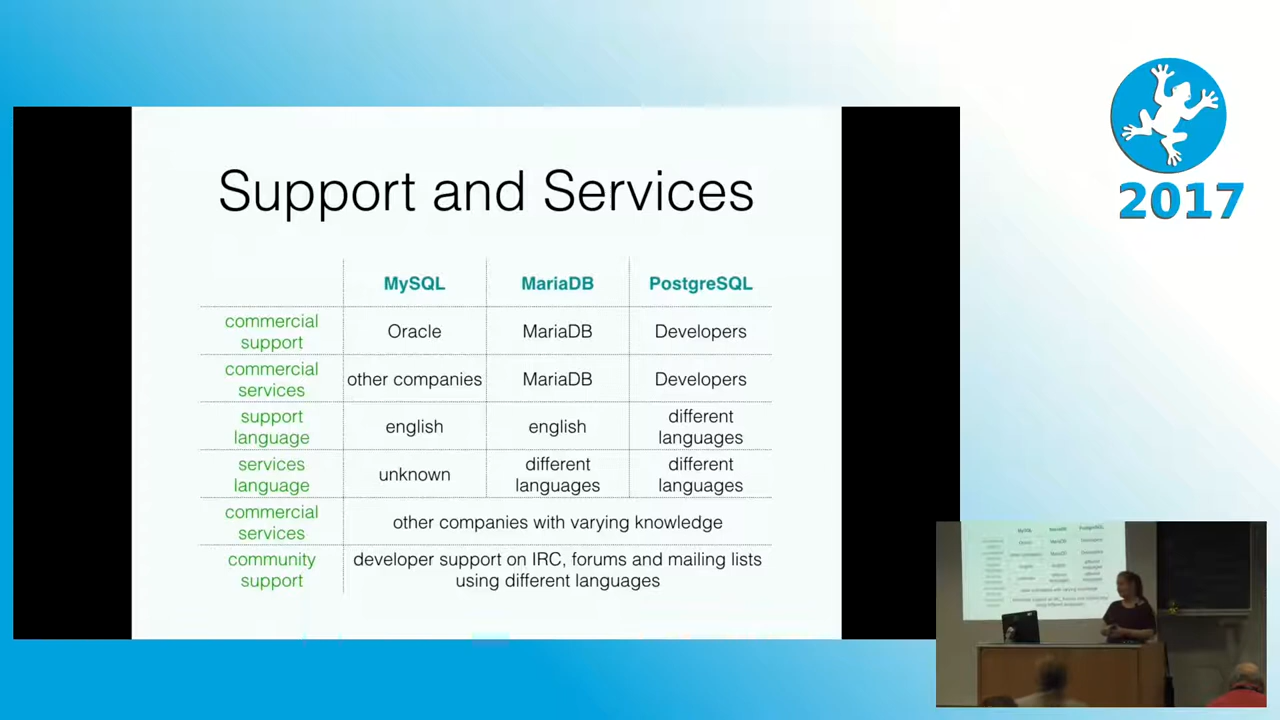 Support and Services
MySQL MariaDB PostgreSQL
commercial support Oracle MariaDB Developers
commercial services other companies MariaDB Developers
support language english english different languages
services language unknown different languages different languages
commercial services other companies with varying knowledge
community support developer support on IRC, forums and mailing lists
using different languages
2017